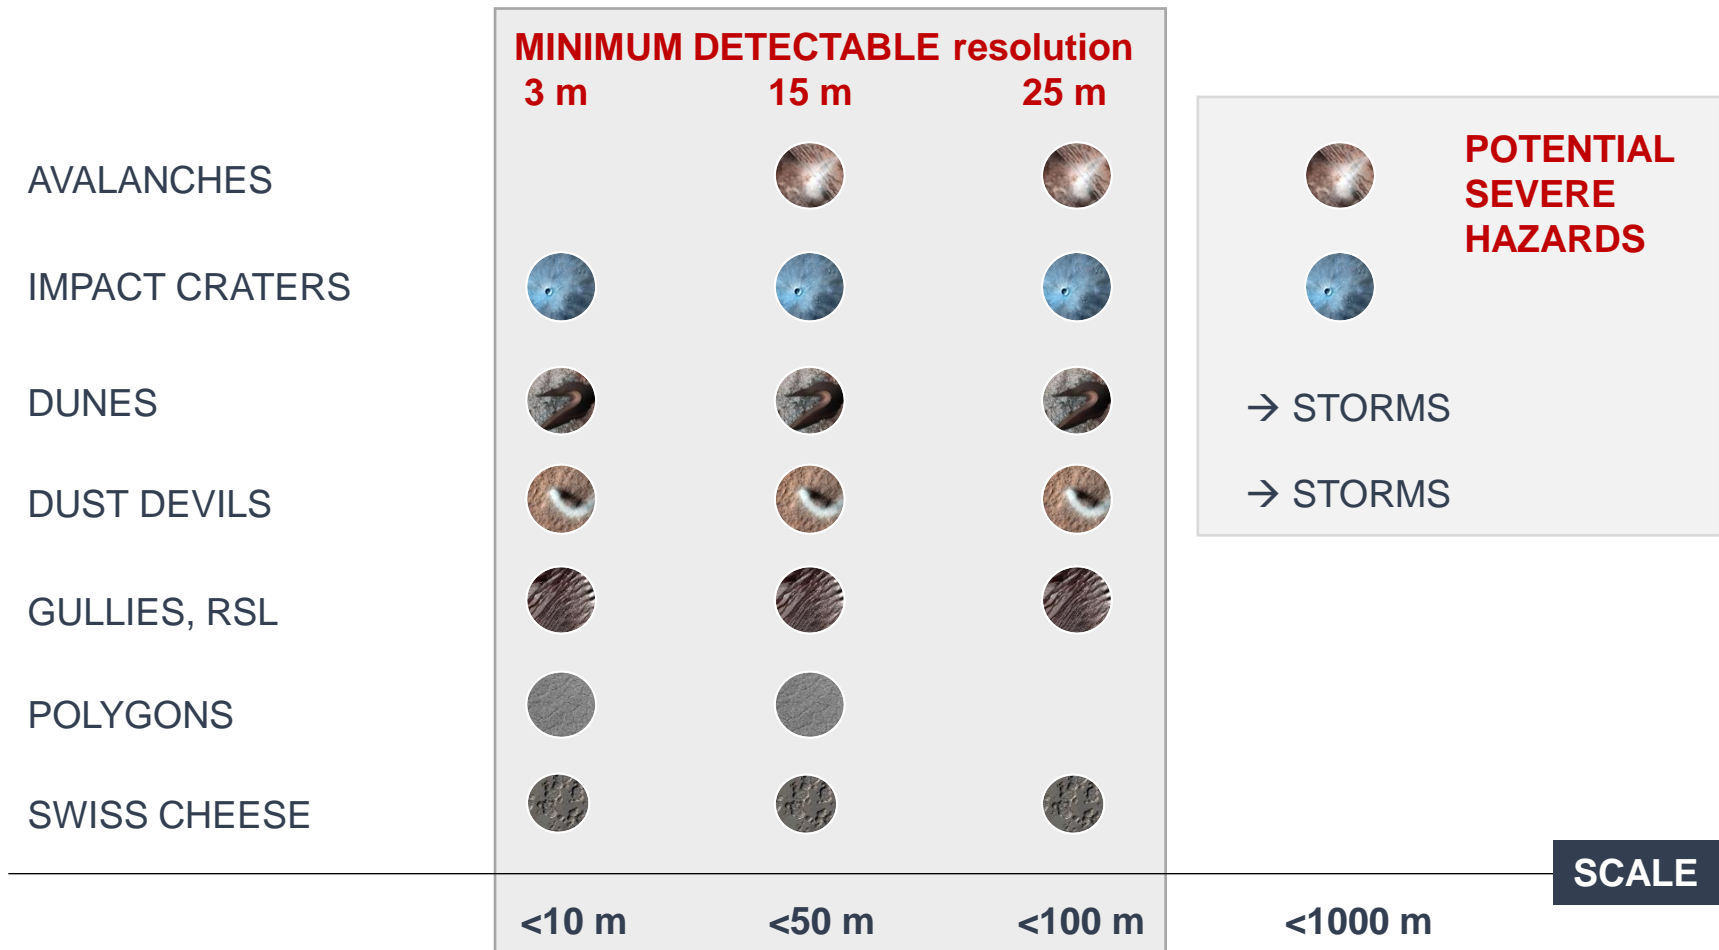 MINIMUM DETECTABLE resolution
3 m 15 m 25 m
AVALANCHES
POTENTIAL
SEVERE
HAZARDS
IMPACT CRATERS
DUNES
→ STORMS
DUST DEVILS
→ STORMS
GULLIES, RSL
POLYGONS
SWISS CHEESE
SCALE
<10 m <50 m <100 m <1000 m